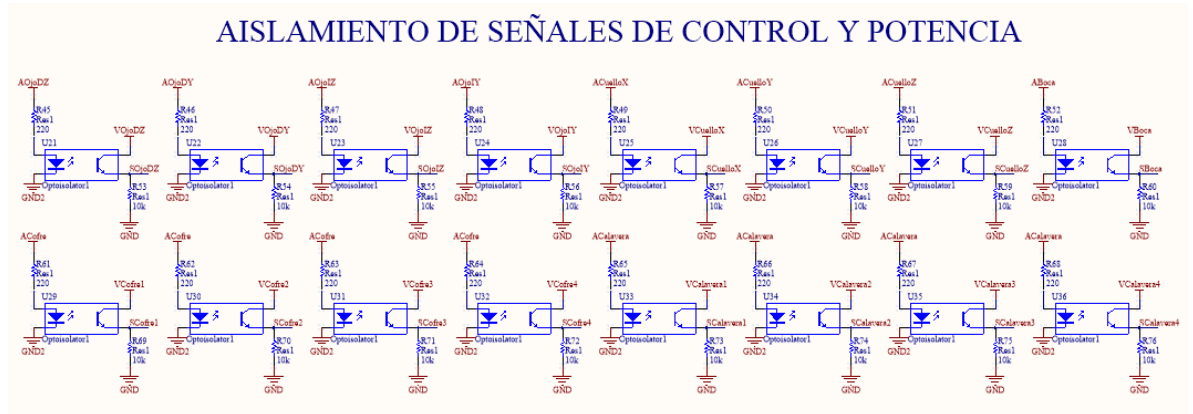 AISLAMIENTO DE SEÑALES DE CONTROL Y POTENCIA
AOjoDZ AOjoDY AOjoIZ AOjoIY ACuelloX ACuelloY ACuelloZ ABoca
R45 R46 R47 R48 R49 R50 R51 R52
Res1 Res1 Res1 Res1 Res1 Res1 Res1 Res1
220 220 220 220 220 220 220 220
VOjoDZ VOjoDY VOjoIZ VOjoIY VCuelloX VCuelloY VCuelloZ VBoca
U21 U22 U23 U24 U25 U26 U27 U28
SOjoDZ SOjoDY SOjoIZ SOjoIY SCuelloX SCuelloY SCuelloZ SBoca
Optoisolator1 Optoisolator1 Optoisolator1 Optoisolator1 Optoisolator1 Optoisolator1 Optoisolator1 Optoisolator1
R53 R54 R55 R56 R57 R58 R59 R60
GND2 Res1 GND2 Res1 GND2 Res1 GND2 Res1 GND2 Res1 GND2 Res1 GND2 Res1 GND2 Res1
10k 10k 10k 10k 10k 10k 10k 10k
GND GND GND GND GND GND GND GND
ACofre ACofre ACofre ACofre ACalavera ACalavera ACalavera ACalavera
R61 R62 R63 R64 R65 R66 R67 R68
Res1 Res1 Res1 Res1 Res1 Res1 Res1 Res1
220 220 220 220 220 220 220 220
VCofre1 VCofre2 VCofre3 VCofre4 VCalavera1 VCalavera2 VCalavera3 VCalavera4
U29 U30 U31 U32 U33 U34 U35 U36
SCofre1 SCofre2 SCofre3 SCofre4 SCalavera1 SCalavera2 SCalavera3 SCalavera4
Optoisolator1 Optoisolator1 Optoisolator1 Optoisolator1 Optoisolator1 Optoisolator1 Optoisolator1 Optoisolator1
R69 R70 R71 R72 R73 R74 R75 R76
GND2 Res1 GND2 Res1 GND2 Res1 GND2 Res1 GND2 Res1 GND2 Res1 GND2 Res1 GND2 Res1
10k 10k 10k 10k 10k 10k 10k 10k
GND GND GND GND GND GND GND GND